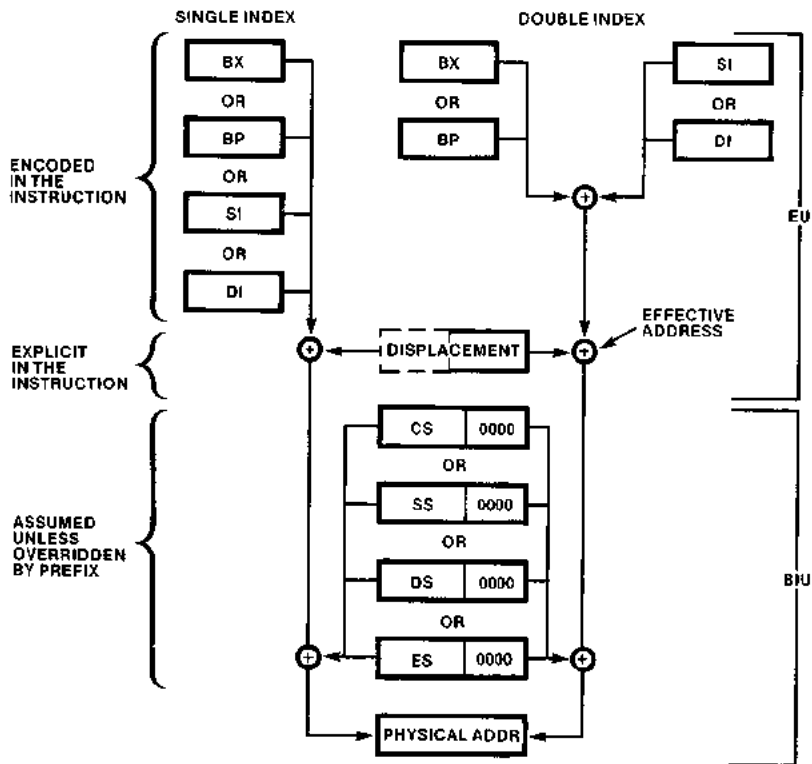 SINGLE INDEX
DOUBLE INDEX
BX
OR
BP
OR
SI
OR
DI
BX
OR
BP
SI
OR
DI
ENCODED
IN THE
INSTRUCTION
EU
EFFECTIVE
ADDRESS
EXPLICIT
IN THE
INSTRUCTION
DISPLACEMENT
CS 0000
OR
SS 0000
OR
DS 0000
OR
ES 0000
ASSUMED
UNLESS
OVERRIDDEN
BY PREFIX
BIU
PHYSICAL ADDR